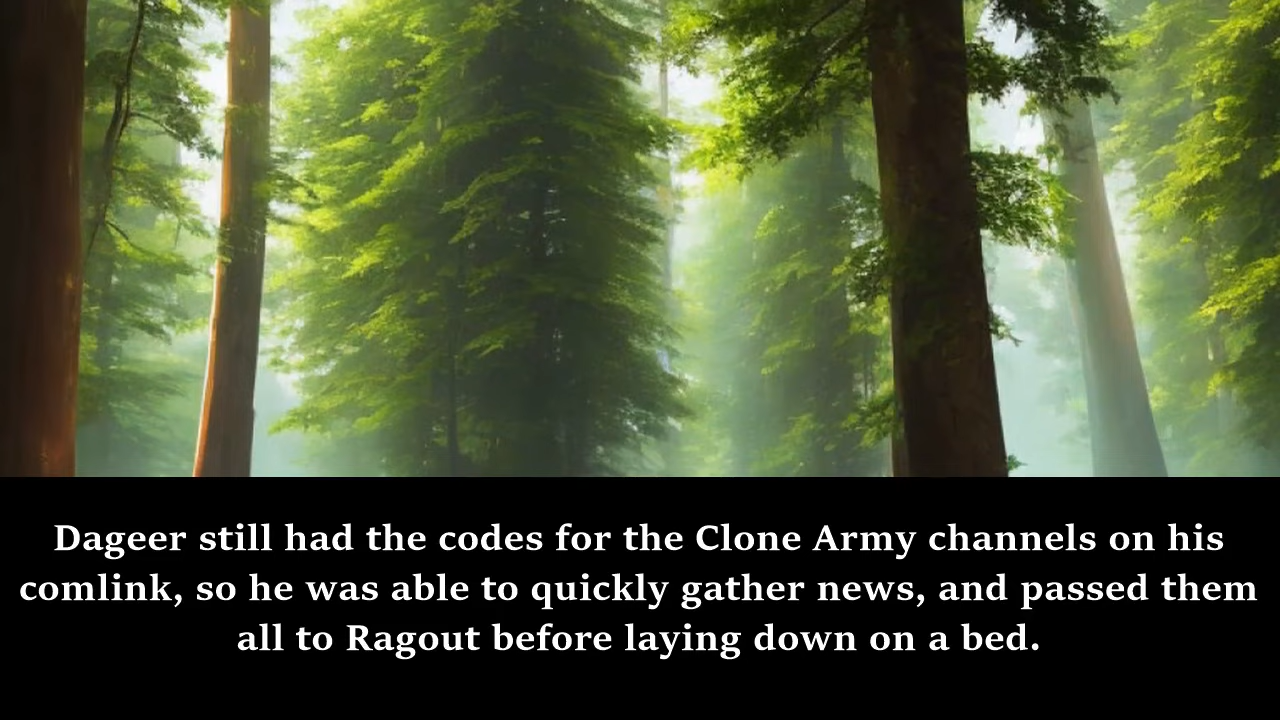 Dageer still had the codes for the Clone Army channels on his
comlink, so he was able to quickly gather news, and passed them
all to Ragout before laying down on a bed.